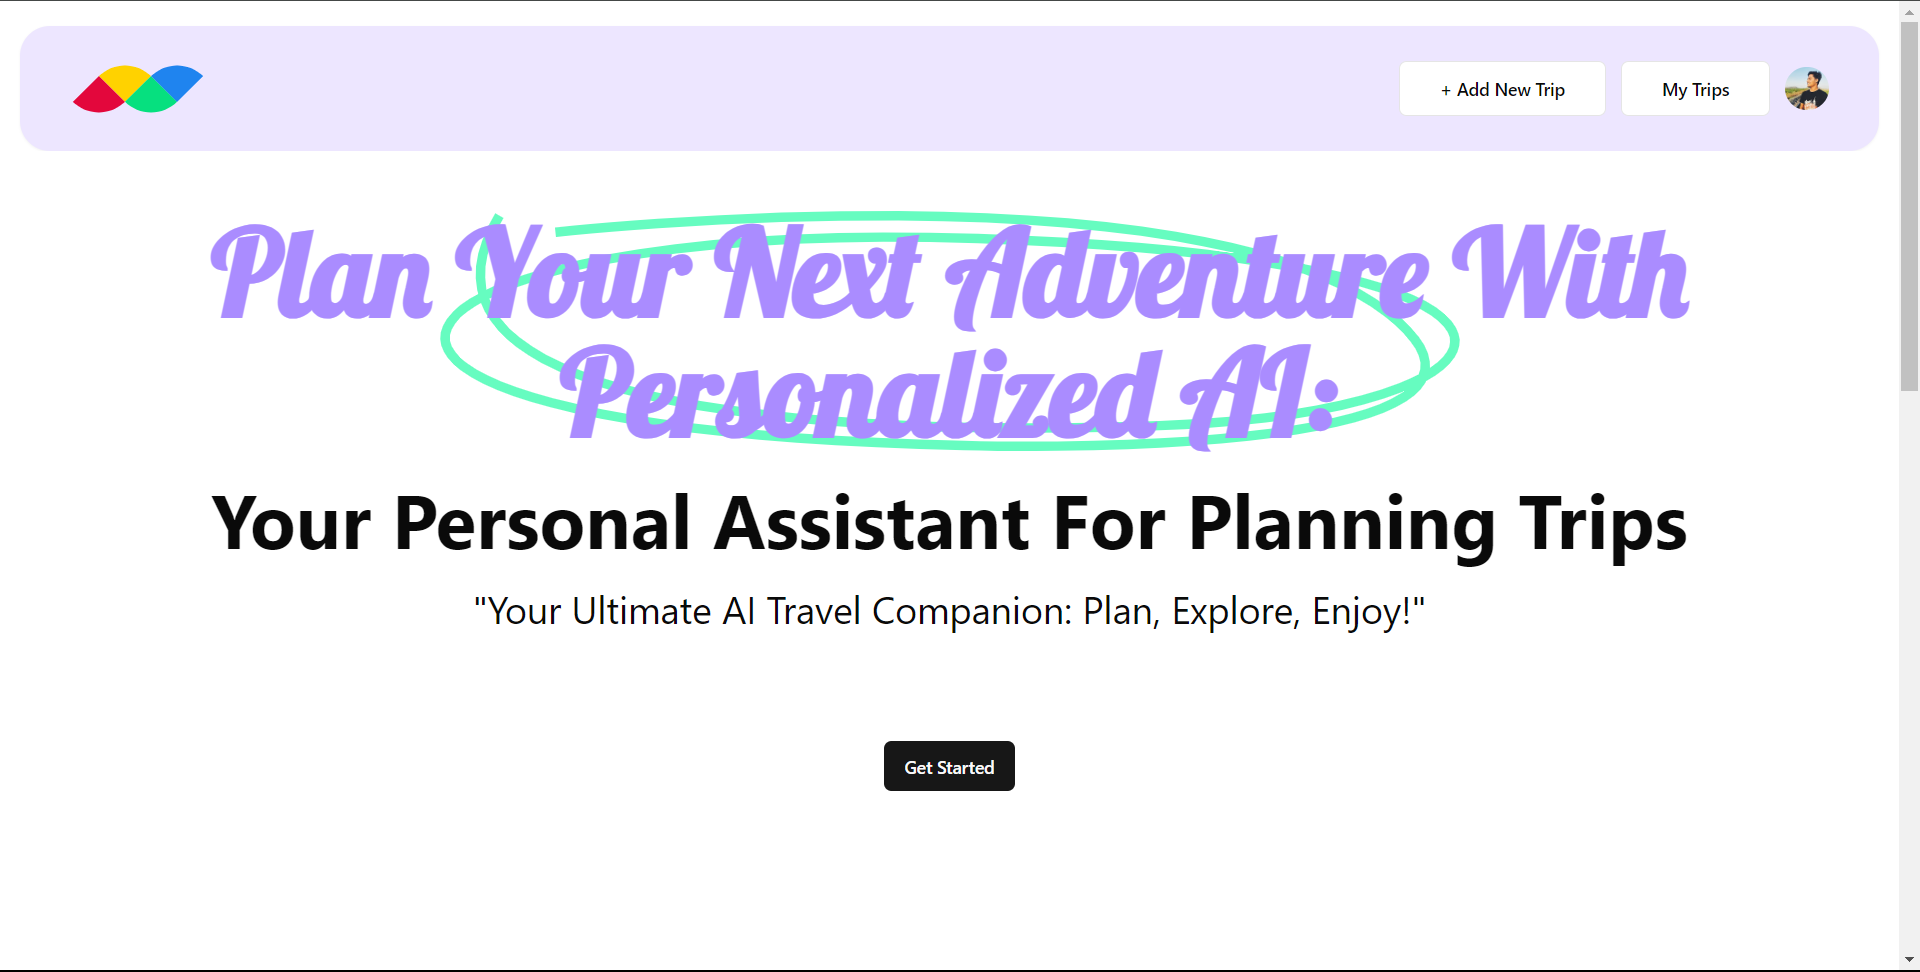 + Add New Trip
My Trips
Plan Your Next Adventure With
Personalized AI:
Your Personal Assistant For Planning Trips
"Your Ultimate AI Travel Companion: Plan, Explore, Enjoy!"
Get Started